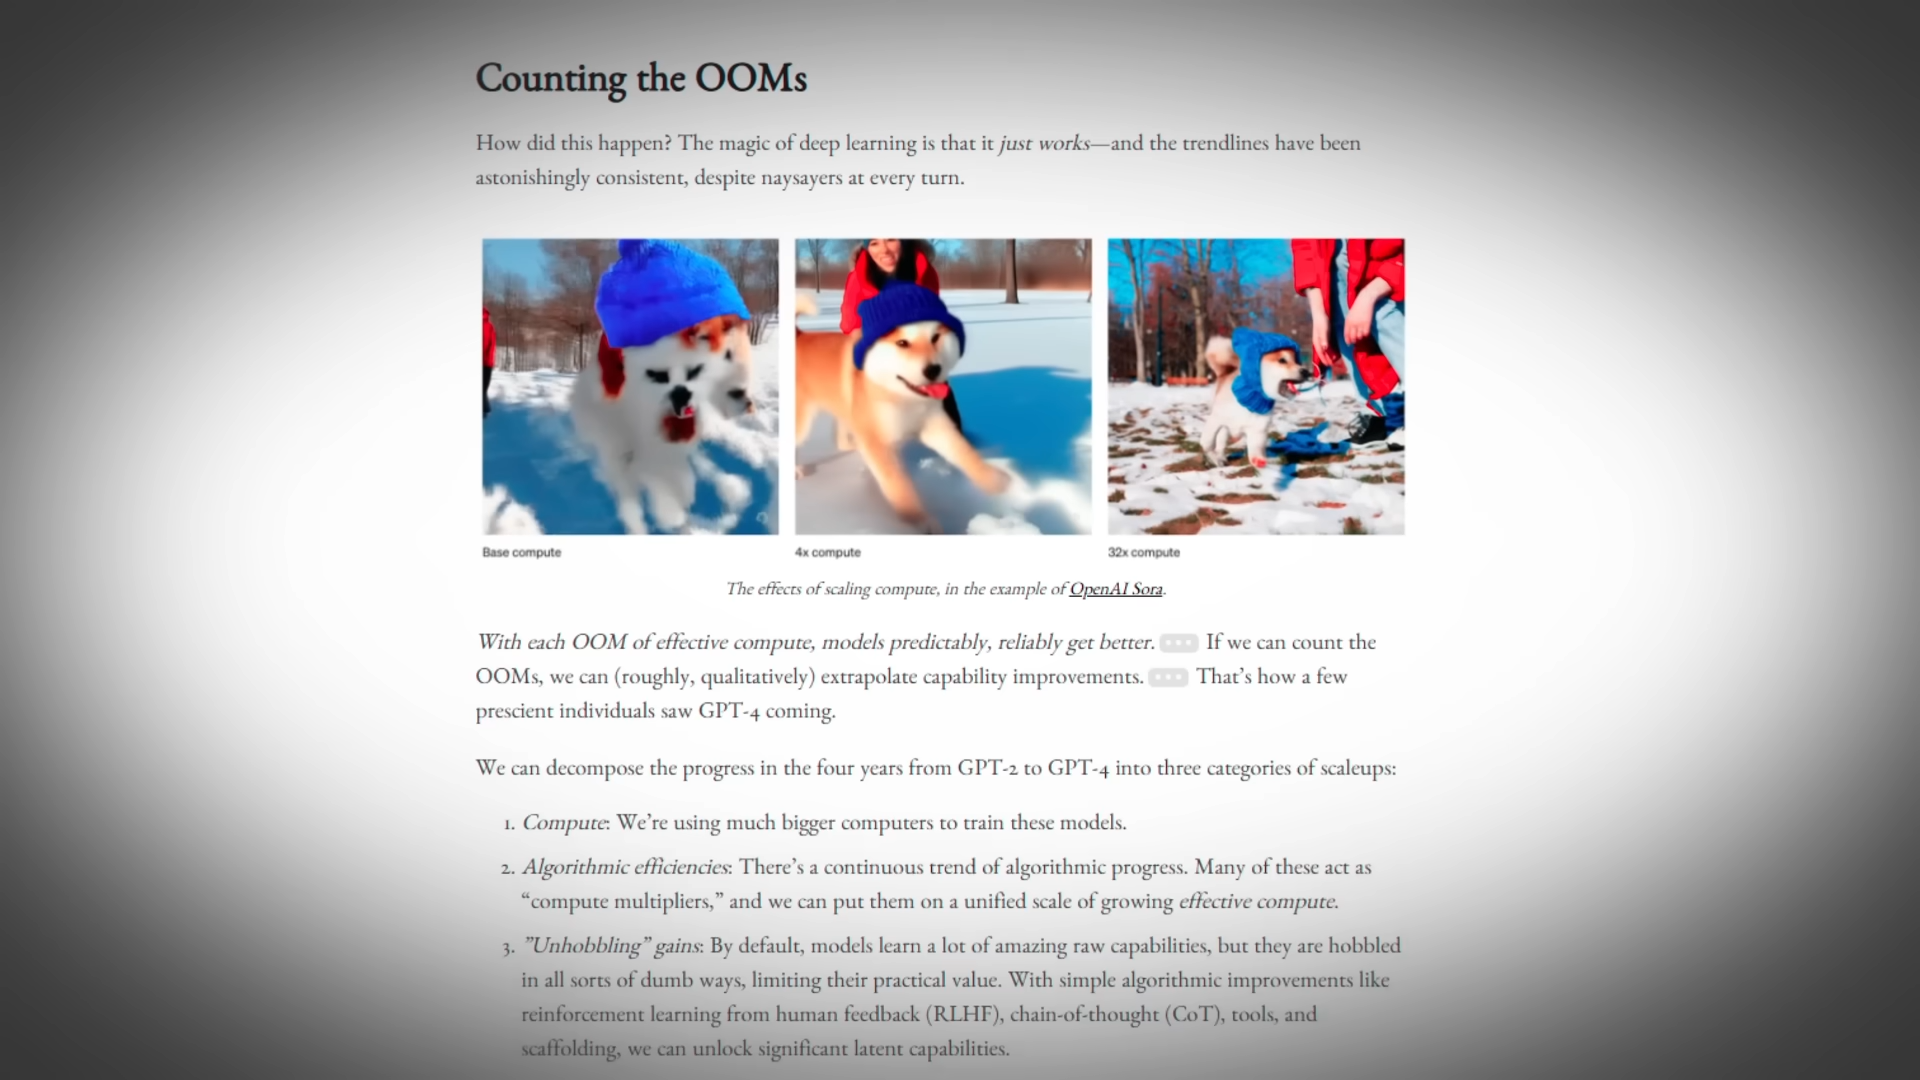 Counting the OOMs
How did this happen? The magic of deep learning is that it just works—and the trendlines have been
astonishingly consistent, despite naysayers at every turn.
Base compute
4x compute
32x compute
The effects of scaling compute, in the example of OpenAI Sora.
With each OOM of effective compute, models predictably, reliably get better. ••• If we can count the
OOMs, we can (roughly, qualitatively) extrapolate capability improvements. ••• That’s how a few
prescient individuals saw GPT-4 coming.
We can decompose the progress in the four years from GPT-2 to GPT-4 into three categories of scaleups:
1. Compute: We’re using much bigger computers to train these models.
2. Algorithmic efficiencies: There’s a continuous trend of algorithmic progress. Many of these act as
“compute multipliers,” and we can put them on a unified scale of growing effective compute.
3. ”Unhobbling” gains: By default, models learn a lot of amazing raw capabilities, but they are hobbled
in all sorts of dumb ways, limiting their practical value. With simple algorithmic improvements like
reinforcement learning from human feedback (RLHF), chain-of-thought (CoT), tools, and
scaffolding, we can unlock significant latent capabilities.